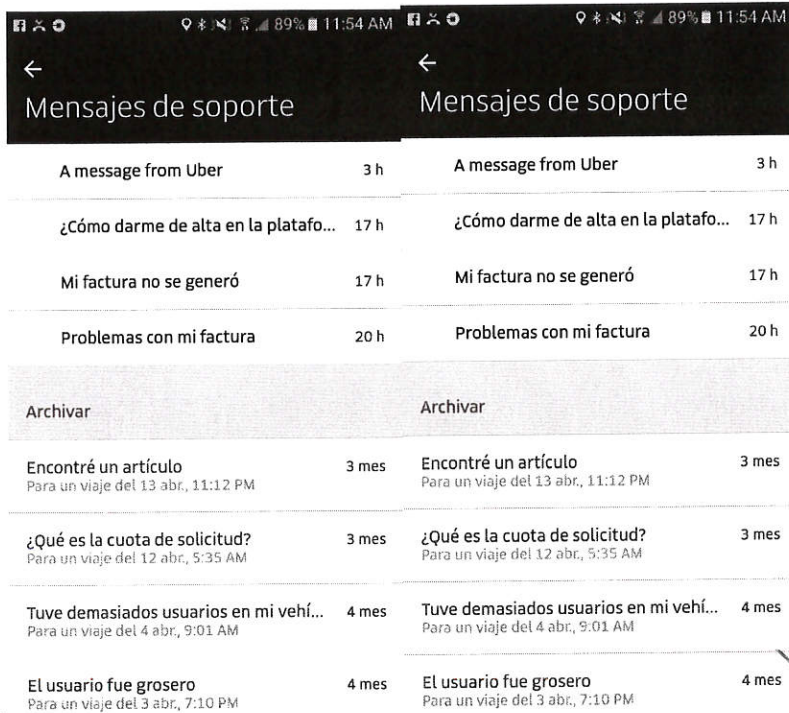 89% 11:54 AM
Mensajes de soporte
A message from Uber 3 h
¿Cómo darme de alta en la platafo... 17 h
Mi factura no se generó 17 h
Problemas con mi factura 20 h
Archivar
Encontré un artículo 3 mes
Para un viaje del 13 abr., 11:12 PM
¿Qué es la cuota de solicitud? 3 mes
Para un viaje del 12 abr., 5:35 AM
Tuve demasiados usuarios en mi vehí... 4 mes
Para un viaje del 4 abr., 9:01 AM
El usuario fue grosero 4 mes
Para un viaje del 3 abr., 7:10 PM
89% 11:54 AM
Mensajes de soporte
A message from Uber 3 h
¿Cómo darme de alta en la platafo... 17 h
Mi factura no se generó 17 h
Problemas con mi factura 20 h
Archivar
Encontré un artículo 3 mes
Para un viaje del 13 abr., 11:12 PM
¿Qué es la cuota de solicitud? 3 mes
Para un viaje del 12 abr., 5:35 AM
Tuve demasiados usuarios en mi vehí... 4 mes
Para un viaje del 4 abr., 9:01 AM
El usuario fue grosero 4 mes
Para un viaje del 3 abr., 7:10 PM